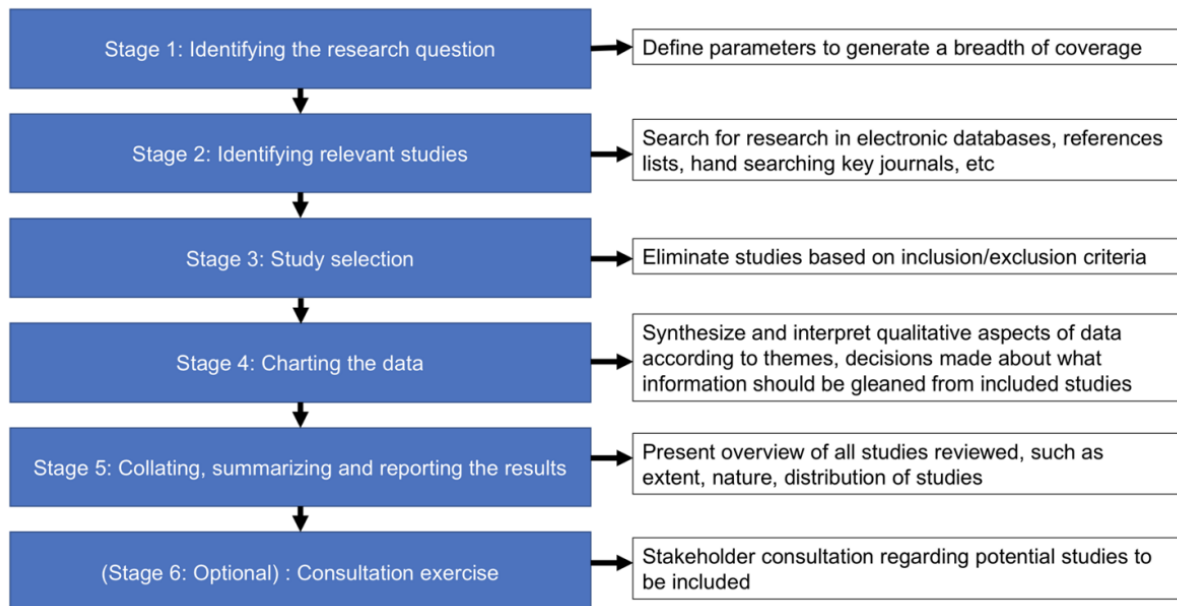 Stage 1: Identifying the research question
Define parameters to generate a breadth of coverage
Stage 2: Identifying relevant studies
Search for research in electronic databases, references
lists, hand searching key journals, etc
Stage 3: Study selection
Eliminate studies based on inclusion/exclusion criteria
Stage 4: Charting the data
Synthesize and interpret qualitative aspects of data
according to themes, decisions made about what
information should be gleaned from included studies
Stage 5: Collating, summarizing and reporting the results
Present overview of all studies reviewed, such as
extent, nature, distribution of studies
(Stage 6: Optional) : Consultation exercise
Stakeholder consultation regarding potential studies to
be included